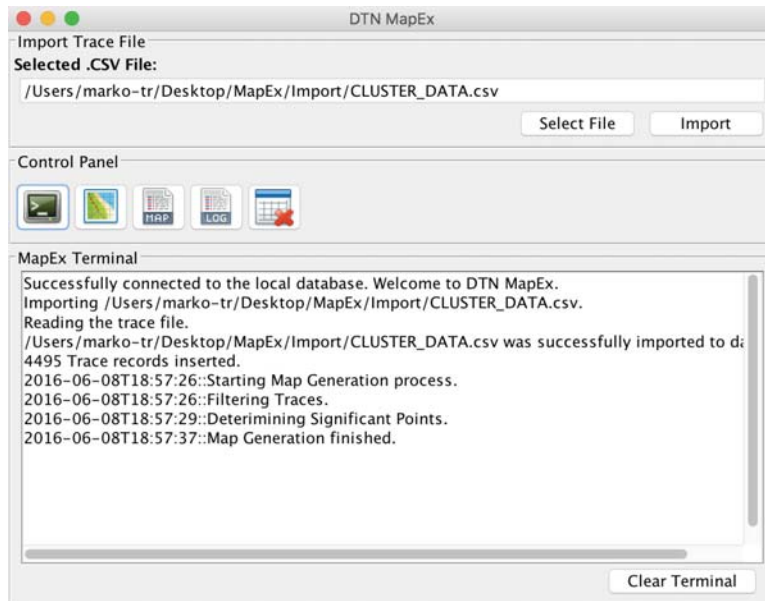 DTN MapEx
Import Trace File
Selected .CSV File:
/Users/marko-tr/Desktop/MapEx/Import/CLUSTER_DATA.csv
Select File Import
Control Panel
MAP LOG
MapEx Terminal
Successfully connected to the local database. Welcome to DTN MapEx.
Importing /Users/marko-tr/Desktop/MapEx/Import/CLUSTER_DATA.csv.
Reading the trace file.
/Users/marko-tr/Desktop/MapEx/Import/CLUSTER_DATA.csv was successfully imported to da
4495 Trace records inserted.
2016-06-08T18:57:26::Starting Map Generation process.
2016-06-08T18:57:26::Filtering Traces.
2016-06-08T18:57:29::Deterimining Significant Points.
2016-06-08T18:57:37::Map Generation finished.
Clear Terminal